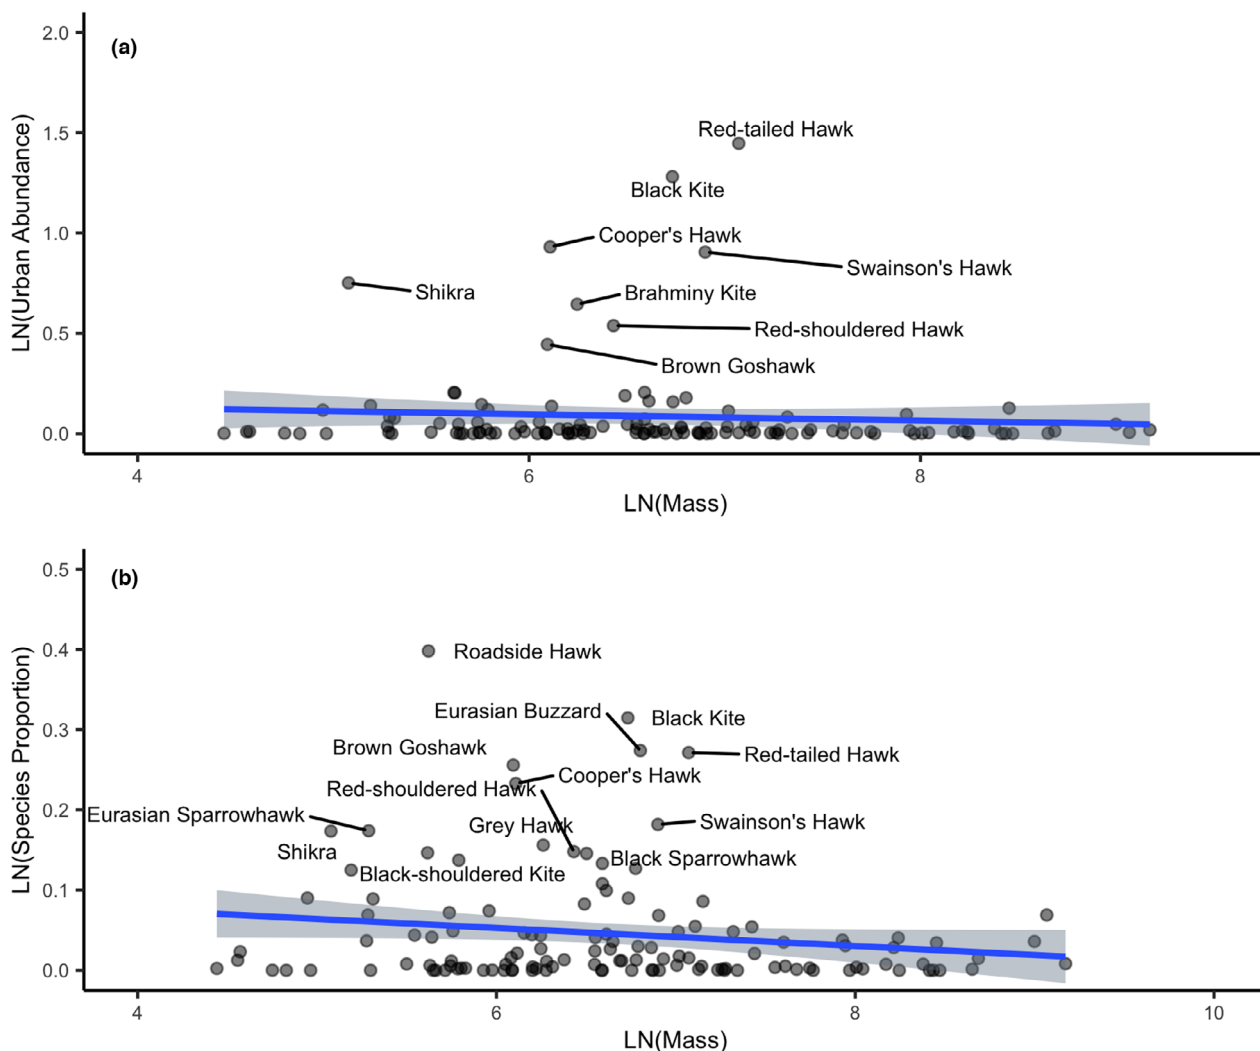 (a)
2.0
1.5
1.0
0.5
0.0
LN(Urban Abundance)
Red-tailed Hawk
Black Kite
Cooper's Hawk
Swainson's Hawk
Shikra
Brahminy Kite
Red-shouldered Hawk
Brown Goshawk
4
6
8
LN(Mass)
(b)
0.5
0.4
0.3
0.2
0.1
0.0
LN(Species Proportion)
Roadside Hawk
Eurasian Buzzard
Black Kite
Brown Goshawk
Red-tailed Hawk
Cooper's Hawk
Red-shouldered Hawk
Eurasian Sparrowhawk
Grey Hawk
Swainson's Hawk
Shikra
Black Sparrowhawk
Black-shouldered Kite
4
6
8
10
LN(Mass)